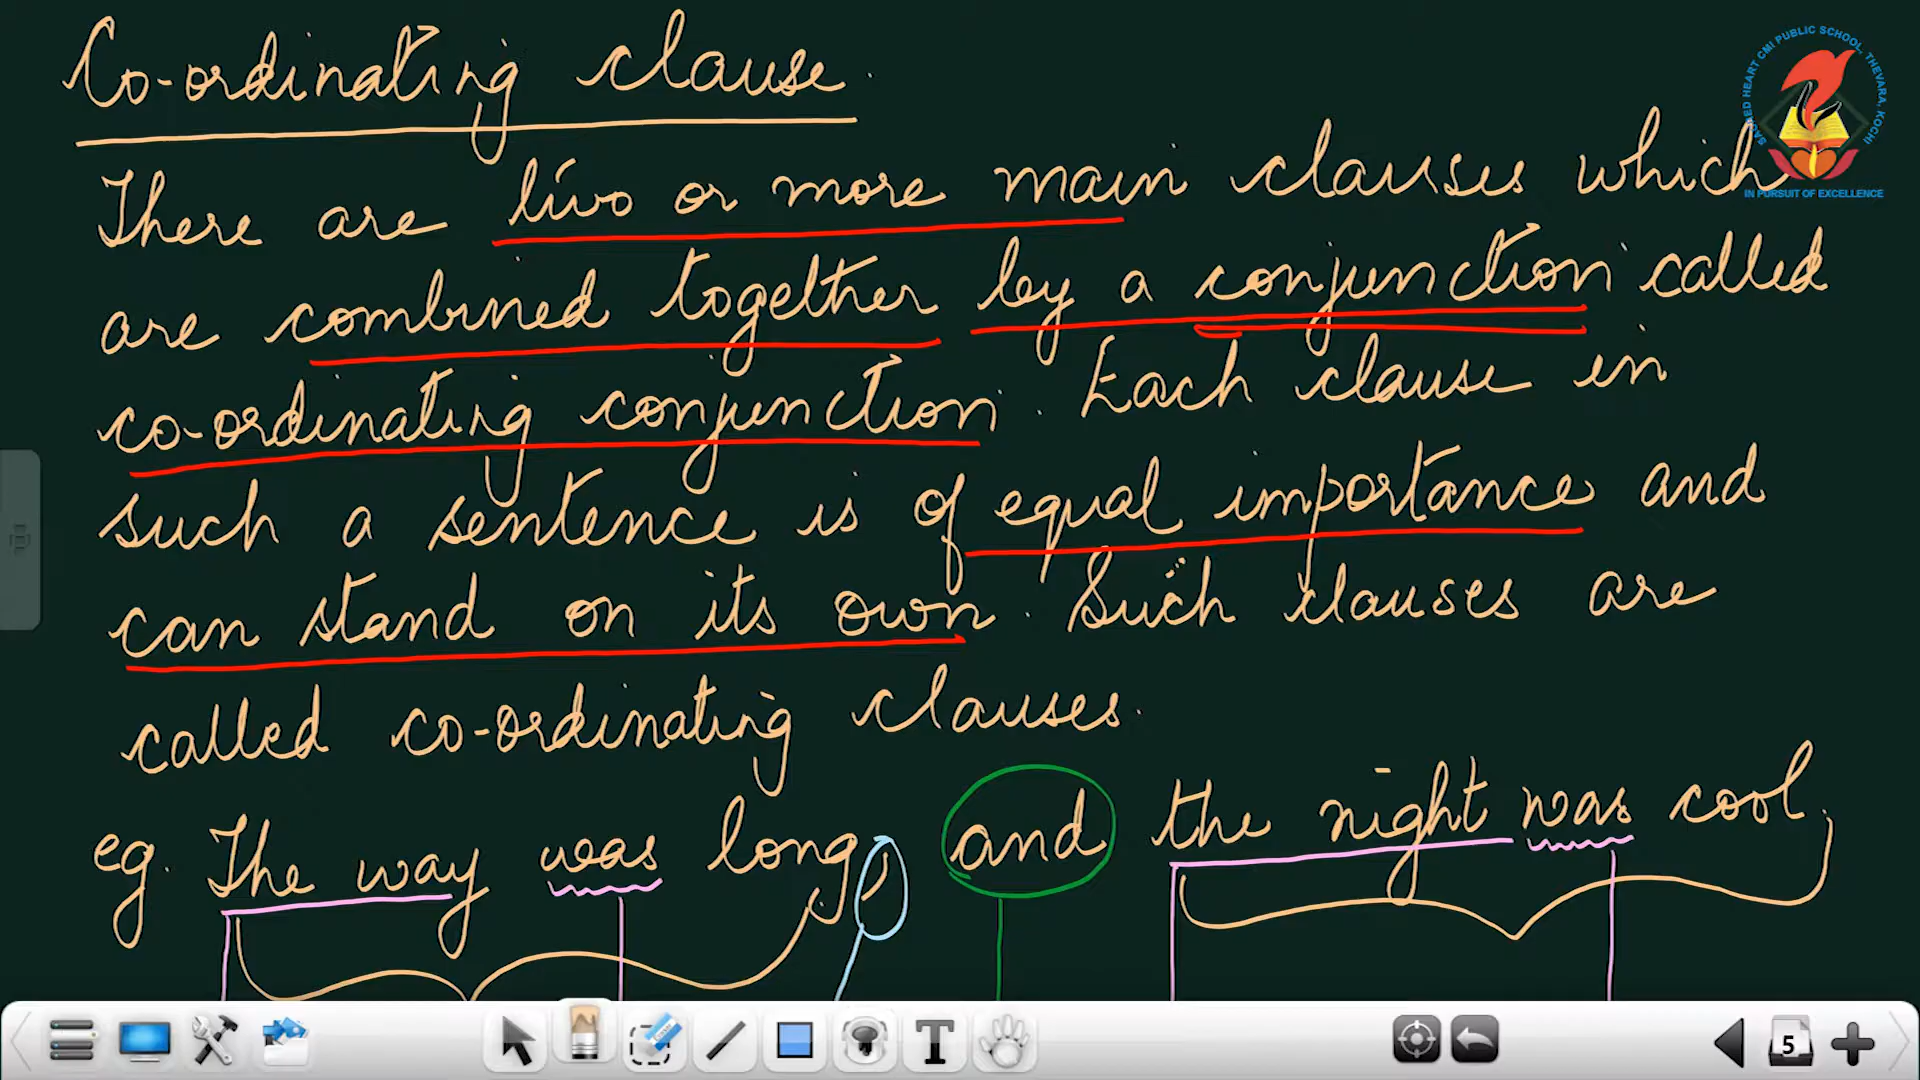 Co-ordinating clause.
There are two or more main clauses which
are combined together by a conjunction called
co-ordinating conjunction. Each clause in
such a sentence is of equal importance and
can stand on its own. Such clauses are
called co-ordinating clauses.
eg. The way was long, and the night was cool.
SACRED HEART CMI PUBLIC SCHOOL, THEVARA, KOCHI
IN PURSUIT OF EXCELLENCE
T
5